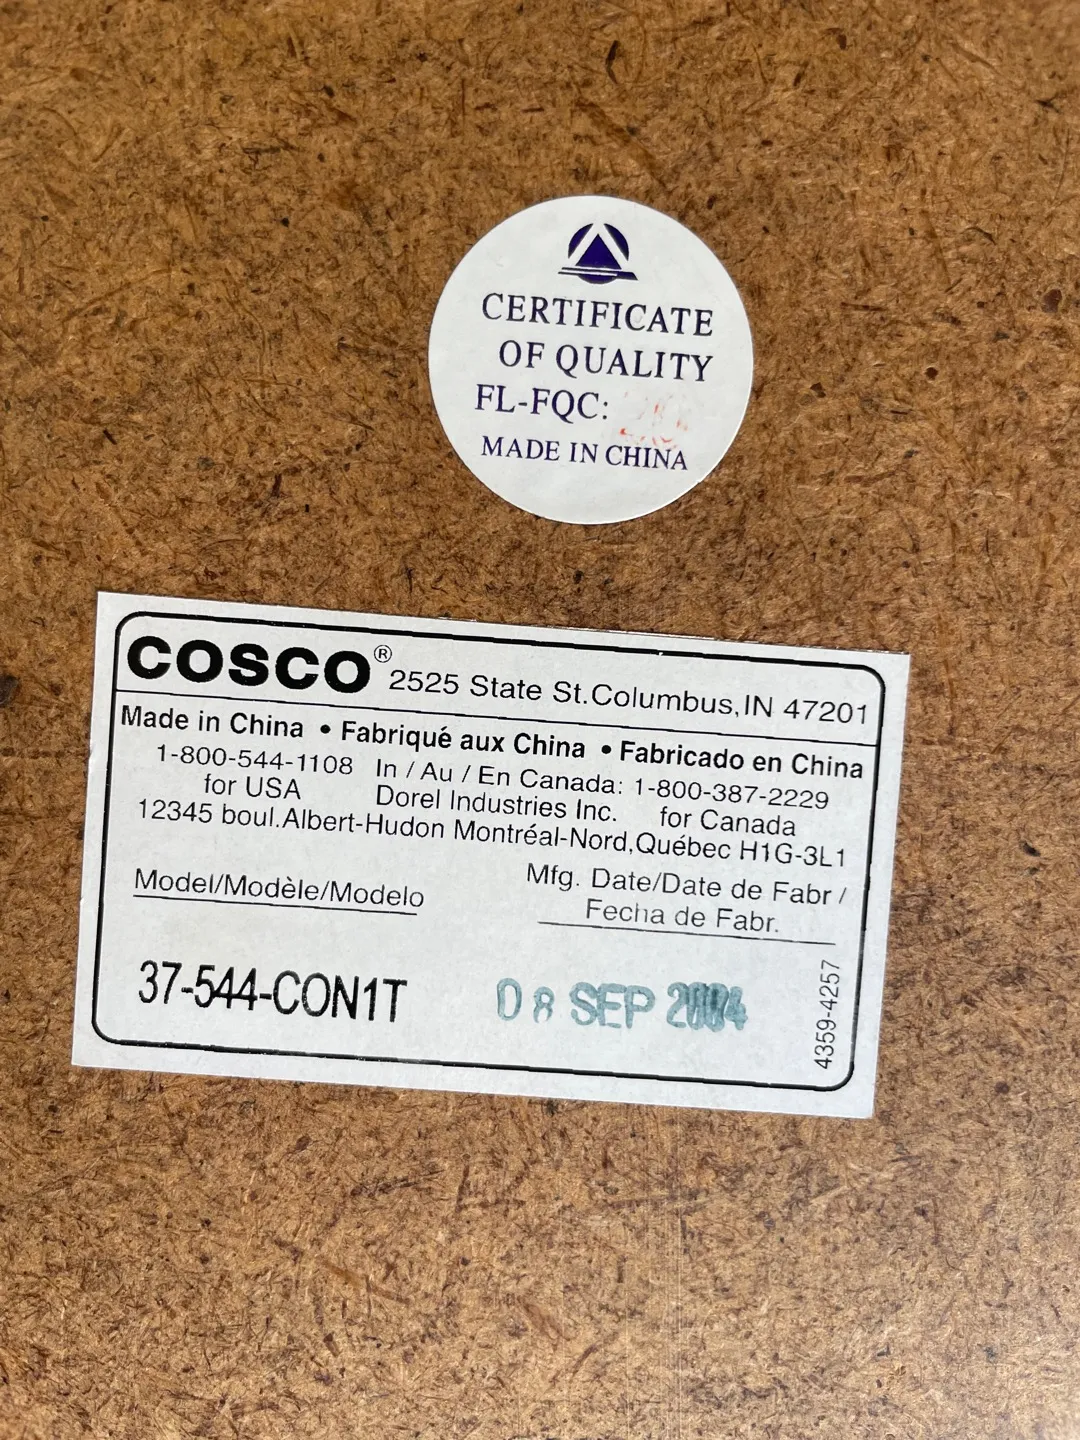 CERTIFICATE
OF QUALITY
FL-FQC:
MADE IN CHINA
COSCO® 2525 State St.Columbus,IN 47201
Made in China • Fabriqué aux China • Fabricado en China
1-800-544-1108 In / Au / En Canada: 1-800-387-2229
for USA Dorel Industries Inc. for Canada
12345 boul.Albert-Hudon Montréal-Nord,Québec H1G-3L1
Model/Modèle/Modelo
Mfg. Date/Date de Fabr /
Fecha de Fabr.
37-544-CON1T
08 SEP 2004
4359-4257